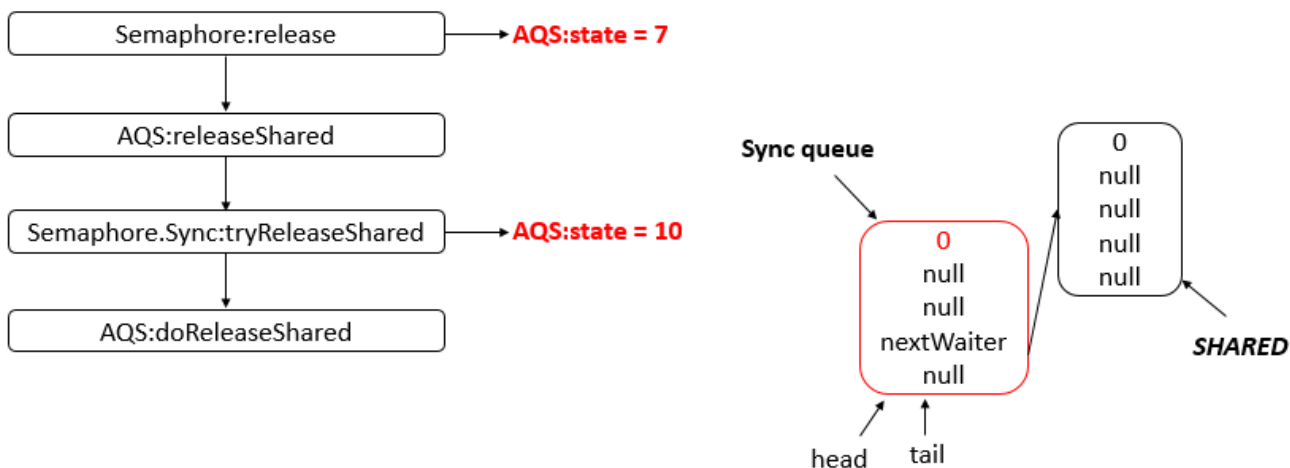 Semaphore:release
AQS:state = 7
AQS:releaseShared
Semaphore.Sync:tryReleaseShared
AQS:state = 10
AQS:doReleaseShared
Sync queue
0
null
null
nextWaiter
null
head
tail
0
null
null
null
null
SHARED